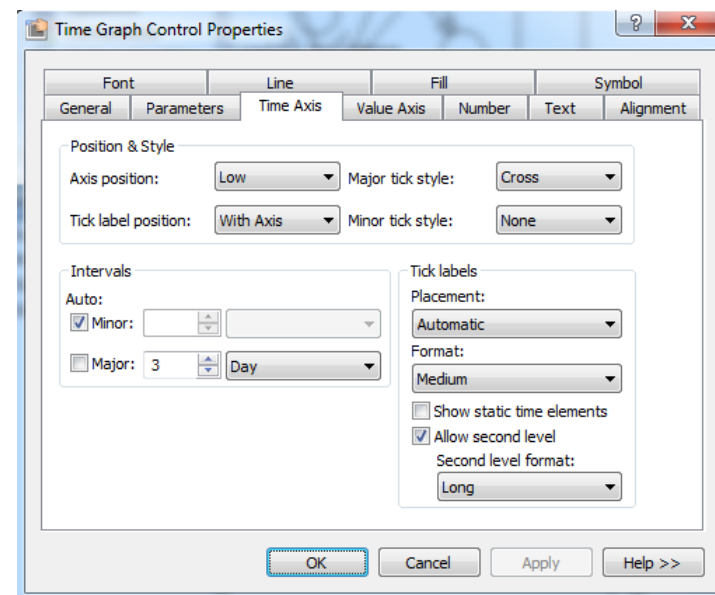 Time Graph Control Properties
?
X
Font Line Fill Symbol
General Parameters Time Axis Value Axis Number Text Alignment
Position & Style
Axis position: Low Major tick style: Cross
Tick label position: With Axis Minor tick style: None
Intervals
Auto:
Minor:
Major: 3 Day
Tick labels
Placement:
Automatic
Format:
Medium
Show static time elements
Allow second level
Second level format:
Long
OK Cancel Apply Help >>